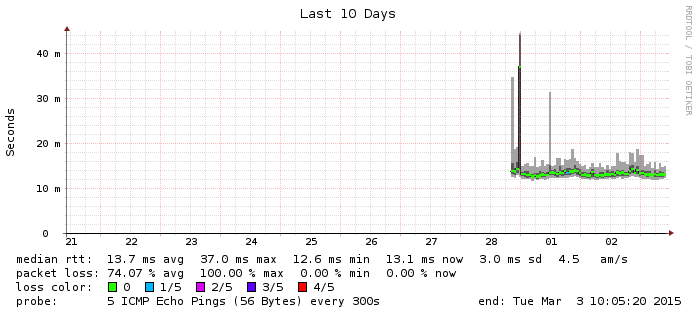 Last 10 Days
RRDTOOL / TOBI OETIKER
Seconds
40 m
30 m
20 m
10 m
0
21 22 23 24 25 26 27 28 01 02
median rtt: 13.7 ms avg 37.0 ms max 12.6 ms min 13.1 ms now 3.0 ms sd 4.5 am/s
packet loss: 74.07 % avg 100.00 % max 0.00 % min 0.00 % now
loss color: 0 1/5 2/5 3/5 4/5
probe: 5 ICMP Echo Pings (56 Bytes) every 300s end: Tue Mar 3 10:05:20 2015